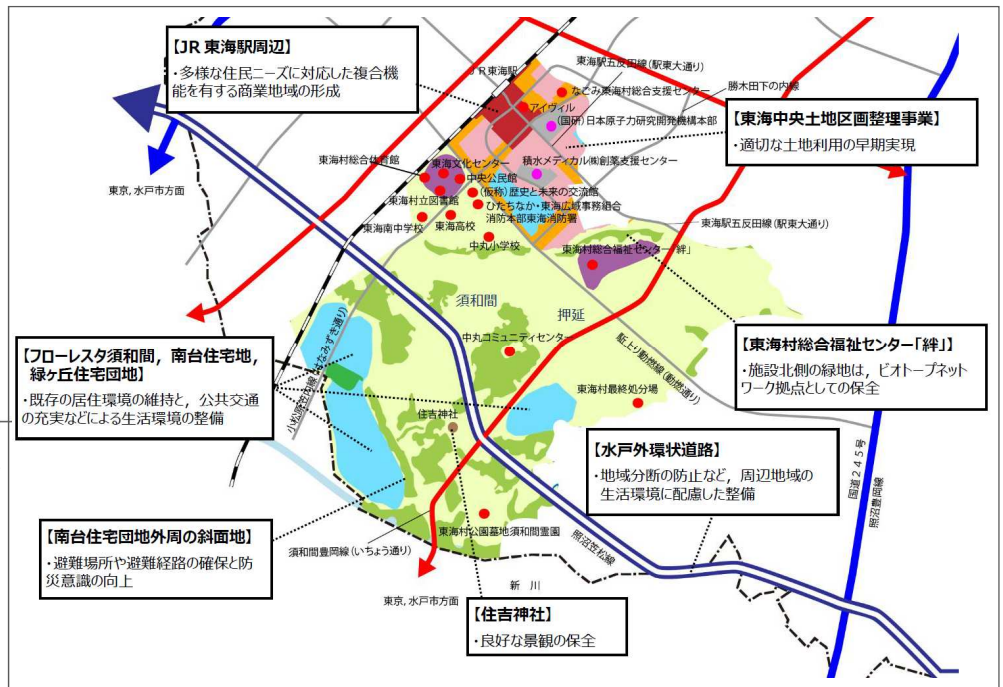 【JR 東海駅周辺】
・多様な住民ニーズに対応した複合機
能を有する商業地域の形成
JR東海駅
東海駅五反田線(駅東大通り)
なごみ東海村総合支援センター
勝木田下の内線
アイヴィル
(国研)日本原子力研究開発機構本部
【東海中央土地区画整理事業】
・適切な土地利用の早期実現
東京,水戸市方面
東海村総合体育館
東海文化センター
積水メディカル㈱創薬支援センター
中央公民館
(仮称)歴史と未来の交流館
東海村立図書館
ひたちなか・東海広域事務組合
消防本部東海消防署
東海南中学校
東海高校
中丸小学校
東海駅五反田線(駅東大通り)
東海村総合福祉センター「絆」
須和間
押延
【フローレスタ須和間,南台住宅地,
緑ヶ丘住宅団地】
・既存の居住環境の維持と,公共交通
の充実などによる生活環境の整備
小松原笠松線(はなみずき通り)
中丸コミュニティセンター
駆上り動燃線(動燃通り)
【東海村総合福祉センター「絆」】
・施設北側の緑地は,ビオトープネット
ワーク拠点としての保全
東海村最終処分場
住吉神社
【水戸外環状道路】
・地域分断の防止など,周辺地域の
生活環境に配慮した整備
国道245号
照沼豊岡線
【南台住宅団地外周の斜面地】
・避難場所や避難経路の確保と防
災意識の向上
須和間豊岡線(いちょう通り)
東海村公園墓地須和間霊園
照沼笠松線
新川
東京,水戸市方面
【住吉神社】
・良好な景観の保全